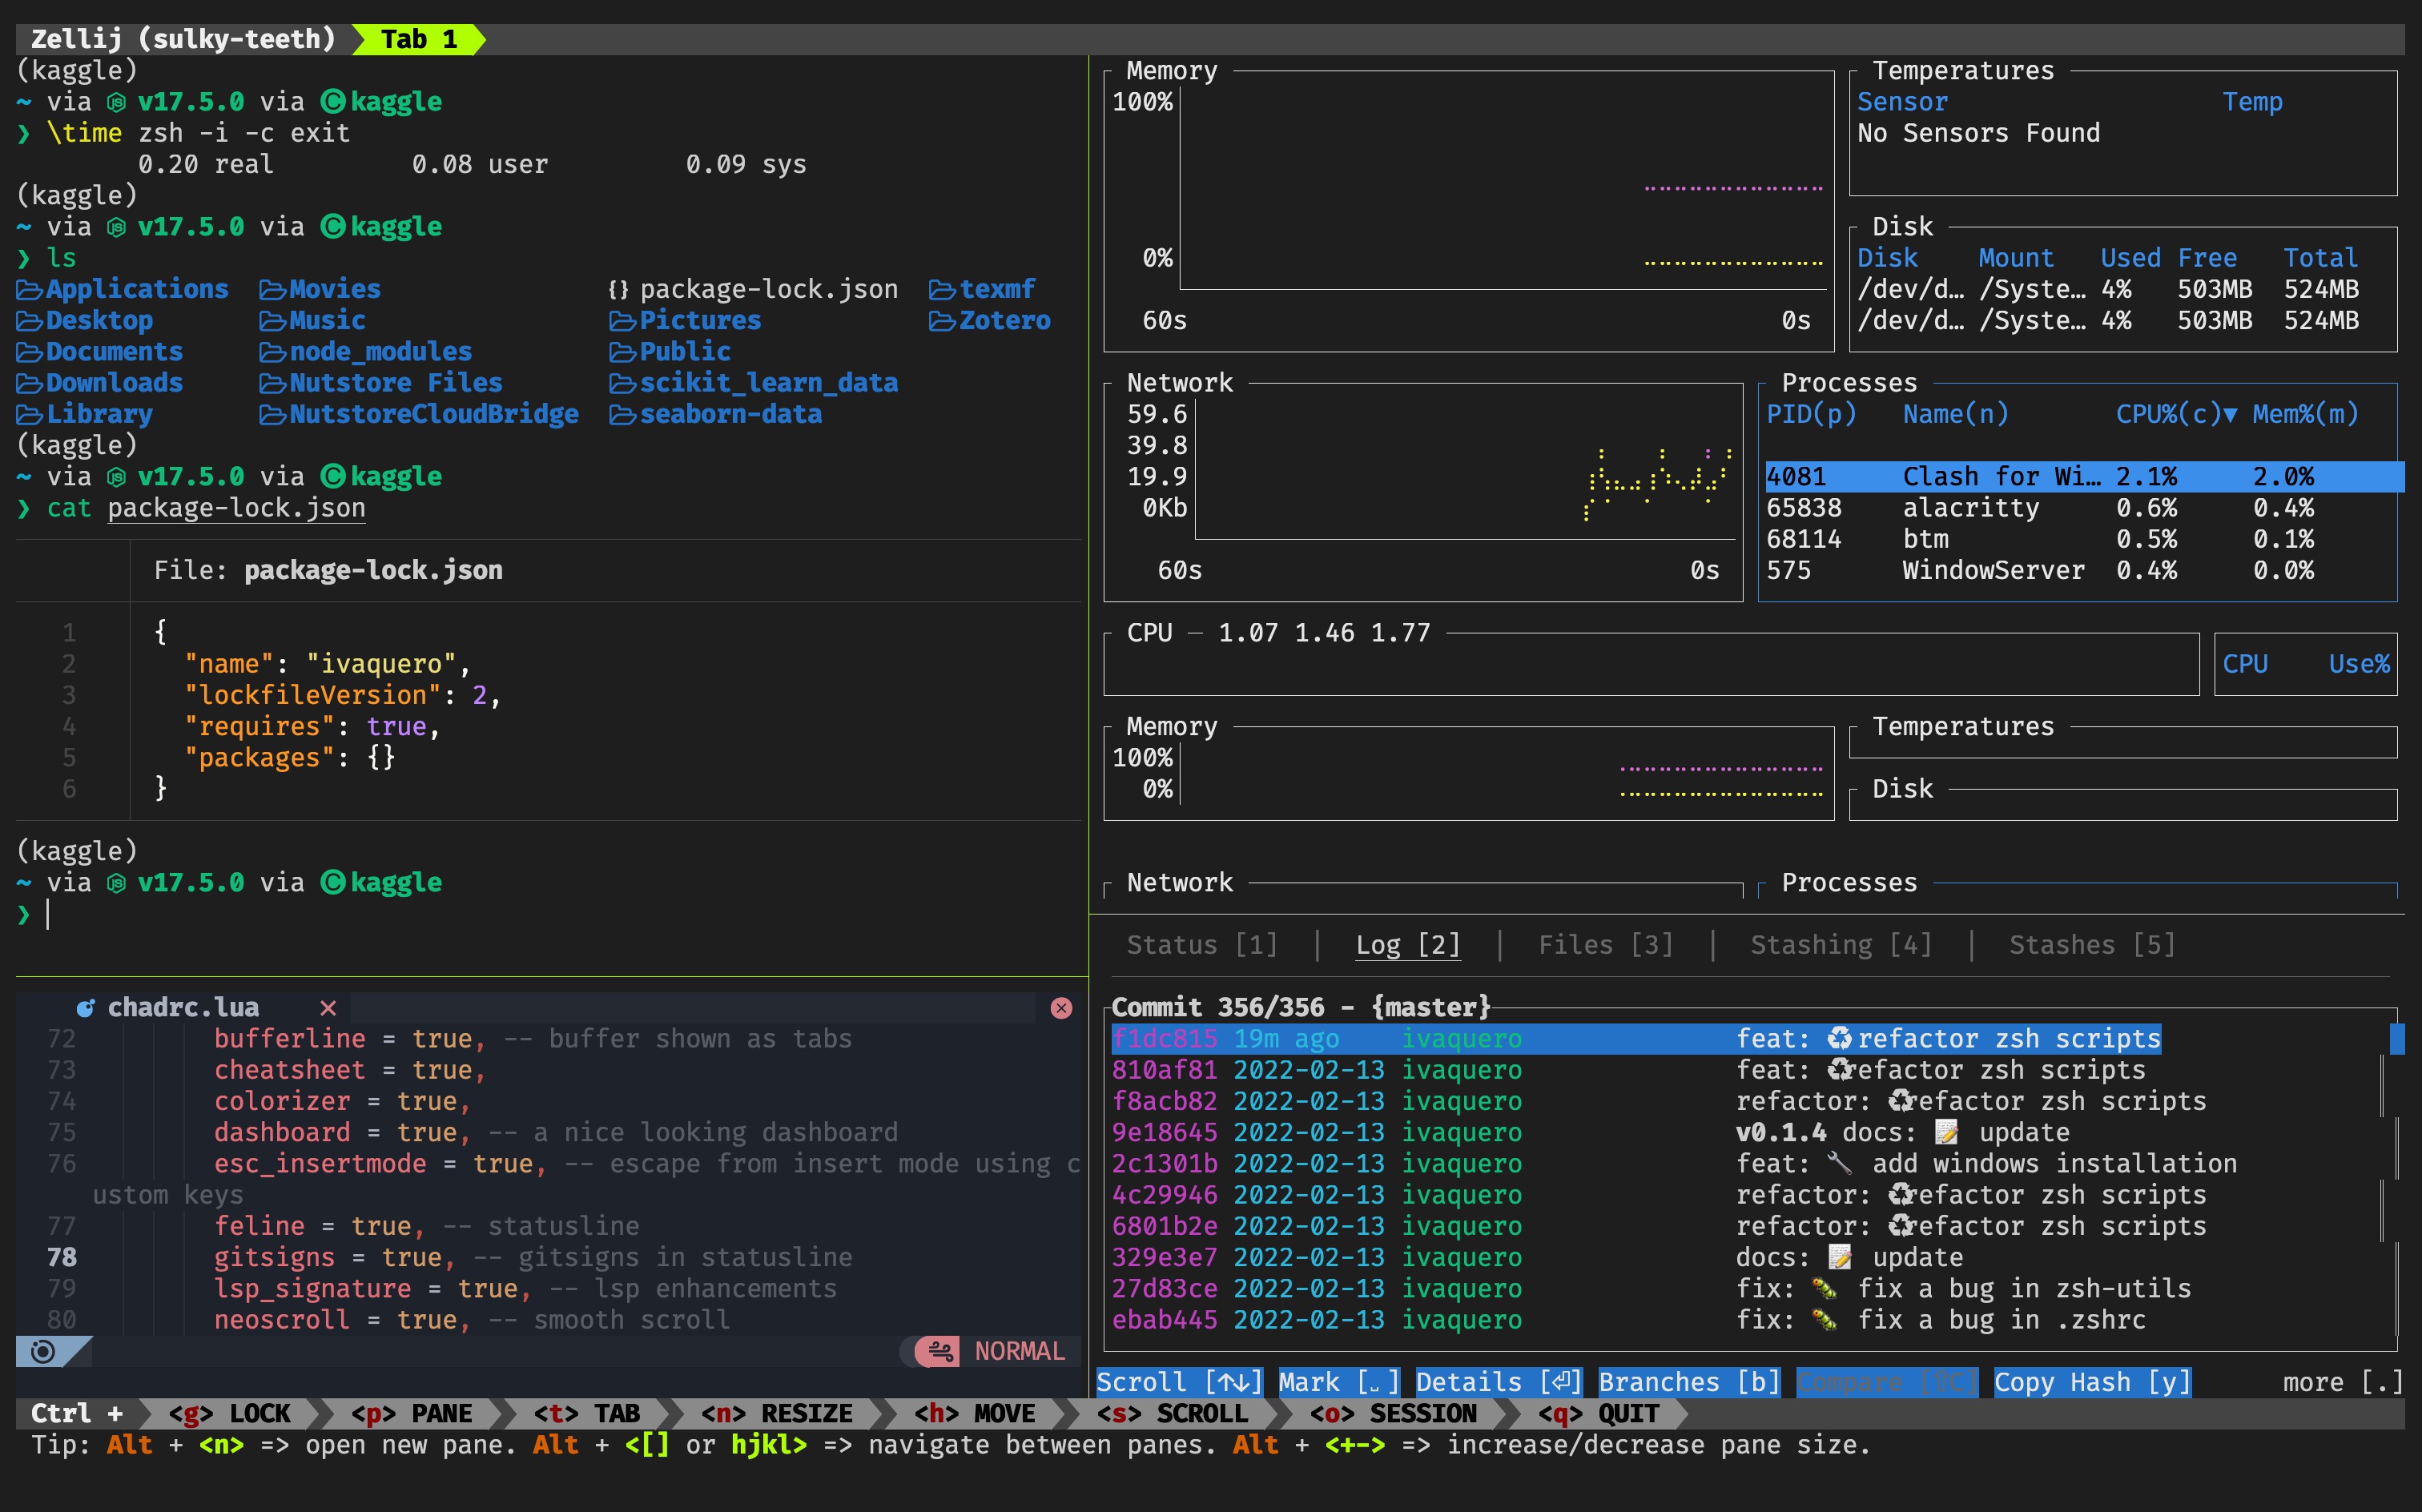 Zellij (sulky-teeth) Tab 1
(kaggle)
~ via v17.5.0 via kaggle
❯ \time zsh -i -c exit
0.20 real 0.08 user 0.09 sys
(kaggle)
~ via v17.5.0 via kaggle
❯ ls
Applications Movies {} package-lock.json texmf
Desktop Music Pictures Zotero
Documents node_modules Public
Downloads Nutstore Files scikit_learn_data
Library NutstoreCloudBridge seaborn-data
(kaggle)
~ via v17.5.0 via kaggle
❯ cat package-lock.json
File: package-lock.json
1 {
2 "name": "ivaquero",
3 "lockfileVersion": 2,
4 "requires": true,
5 "packages": {}
6 }
(kaggle)
~ via v17.5.0 via kaggle
❯
chadrc.lua
72 bufferline = true, -- buffer shown as tabs
73 cheatsheet = true,
74 colorizer = true,
75 dashboard = true, -- a nice looking dashboard
76 esc_insertmode = true, -- escape from insert mode using c
ustom keys
77 feline = true, -- statusline
78 gitsigns = true, -- gitsigns in statusline
79 lsp_signature = true, -- lsp enhancements
80 neoscroll = true, -- smooth scroll
NORMAL
Memory
100%
0%
60s 0s
Temperatures
Sensor Temp
No Sensors Found
Disk
Disk Mount Used Free Total
/dev/d… /Syste… 4% 503MB 524MB
/dev/d… /Syste… 4% 503MB 524MB
Network
59.6
39.8
19.9
0Kb
60s 0s
Processes
PID(p) Name(n) CPU%(c)▼ Mem%(m)
4081 Clash for Wi… 2.1% 2.0%
65838 alacritty 0.6% 0.4%
68114 btm 0.5% 0.1%
575 WindowServer 0.4% 0.0%
CPU — 1.07 1.46 1.77
CPU Use%
Memory
100%
0%
Temperatures
Disk
Network
Processes
Status [1] | Log [2] | Files [3] | Stashing [4] | Stashes [5]
Commit 356/356 - {master}
f1dc815 19m ago ivaquero feat: ♻ refactor zsh scripts
810af81 2022-02-13 ivaquero feat: ♻refactor zsh scripts
f8acb82 2022-02-13 ivaquero refactor: ♻refactor zsh scripts
9e18645 2022-02-13 ivaquero v0.1.4 docs: 📝 update
2c1301b 2022-02-13 ivaquero feat: 🔧 add windows installation
4c29946 2022-02-13 ivaquero refactor: ♻refactor zsh scripts
6801b2e 2022-02-13 ivaquero refactor: ♻refactor zsh scripts
329e3e7 2022-02-13 ivaquero docs: 📝 update
27d83ce 2022-02-13 ivaquero fix: 🐛 fix a bug in zsh-utils
ebab445 2022-02-13 ivaquero fix: 🐛 fix a bug in .zshrc
Scroll [↑↓] Mark [˽] Details [⏎] Branches [b] Compare [⇧C] Copy Hash [y] more [.]
Ctrl + <g> LOCK <p> PANE <t> TAB <n> RESIZE <h> MOVE <s> SCROLL <o> SESSION <q> QUIT
Tip: Alt + <n> => open new pane. Alt + <[] or hjkl> => navigate between panes. Alt + <+-> => increase/decrease pane size.